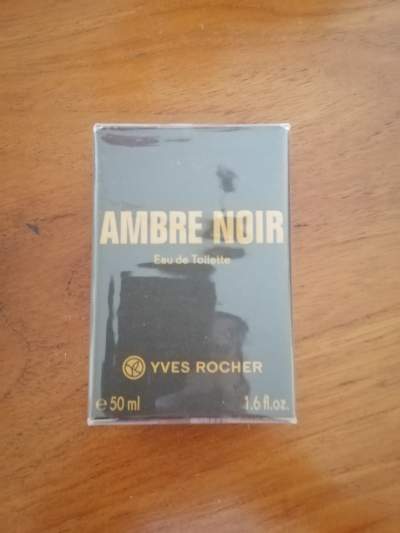 AMBRE NOIR
Eau de Toilette
YVES ROCHER
e 50 ml 1.6 fl.oz.